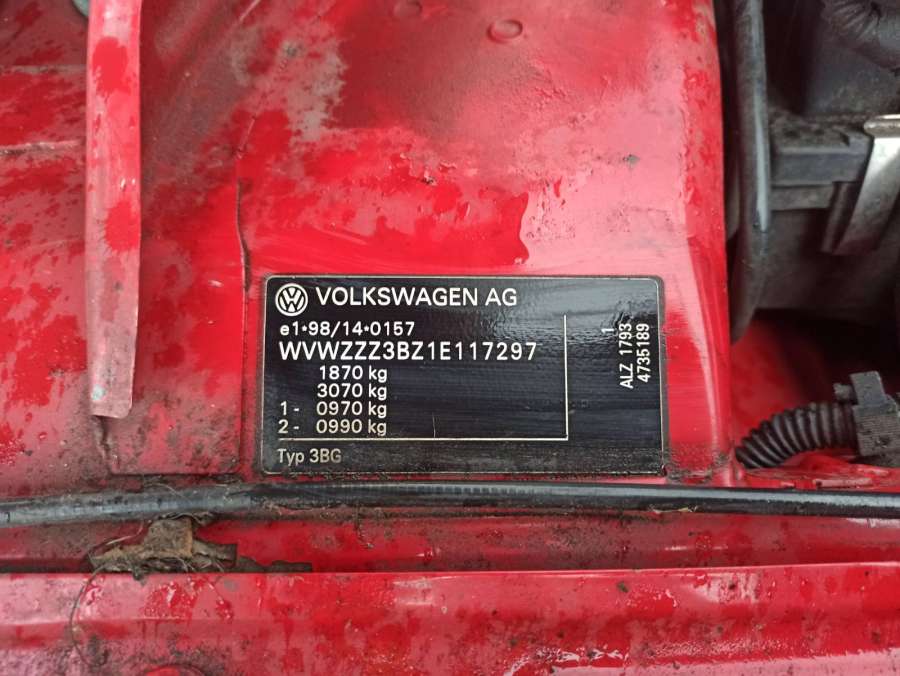 VOLKSWAGEN AG
e1*98/14*0157
WVWZZZ3BZ1E117297
1870 kg
3070 kg
1 - 0970 kg
2 - 0990 kg
Typ 3BG
1
ALZ 1793
4735189